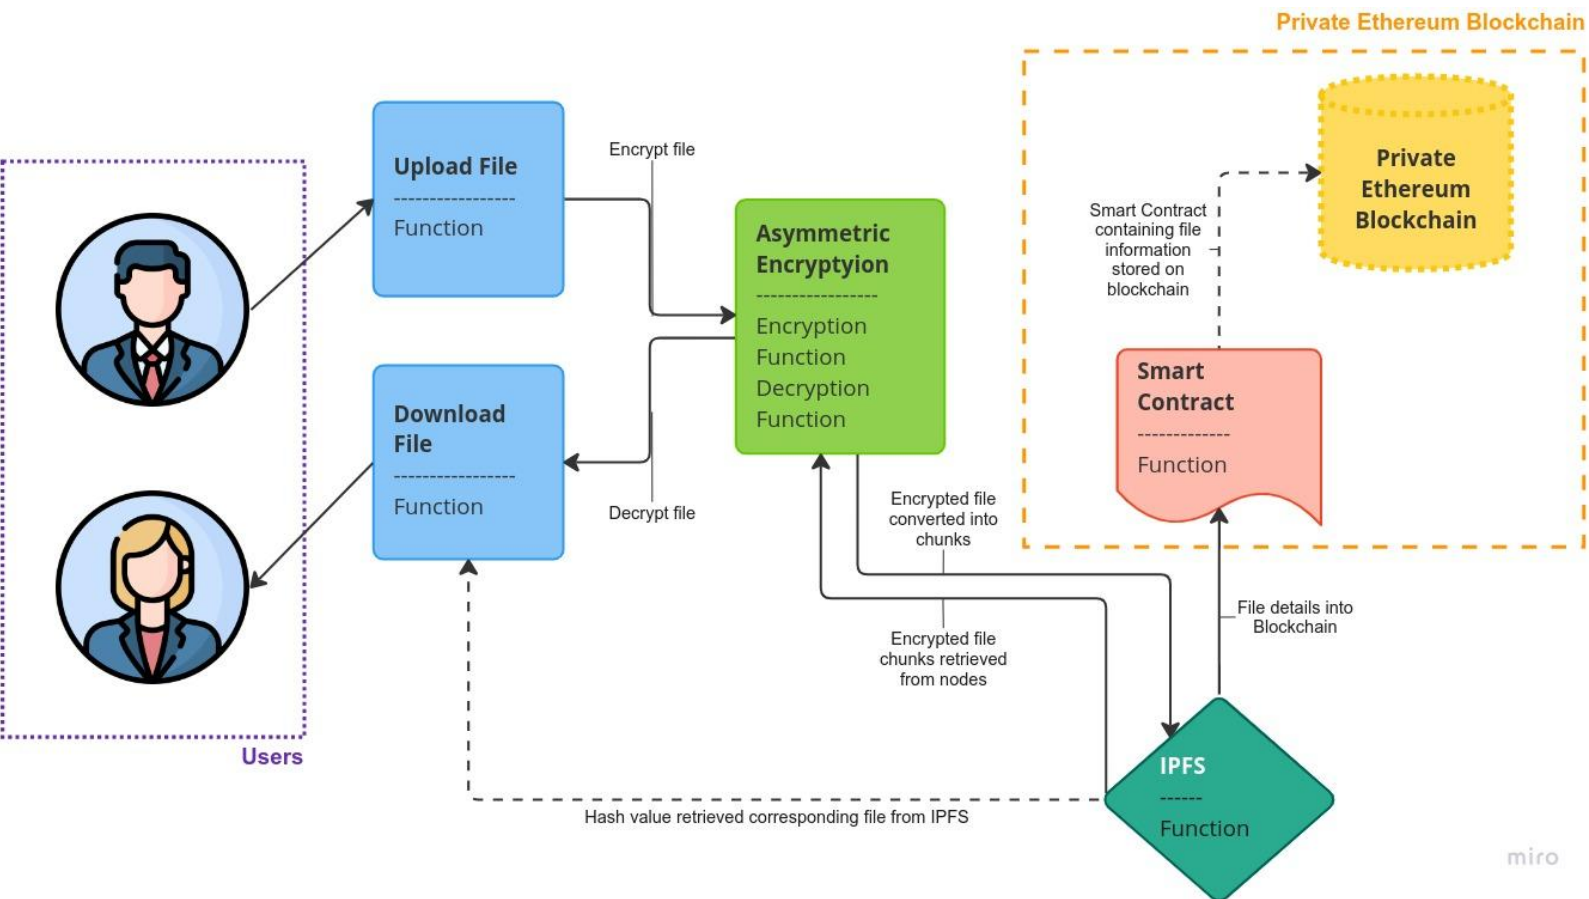 Private Ethereum Blockchain
Upload File
-----------------
Function
Encrypt file
Asymmetric
Encryptyion
-----------------
Encryption
Function
Decryption
Function
Private
Ethereum
Blockchain
Smart Contract
containing file
information
stored on
blockchain
Smart
Contract
-------------
Function
Download
File
-----------------
Function
Decrypt file
Encrypted file
converted into
chunks
Encrypted file
chunks retrieved
from nodes
File details into
Blockchain
Users
IPFS
------
Function
Hash value retrieved corresponding file from IPFS
miro